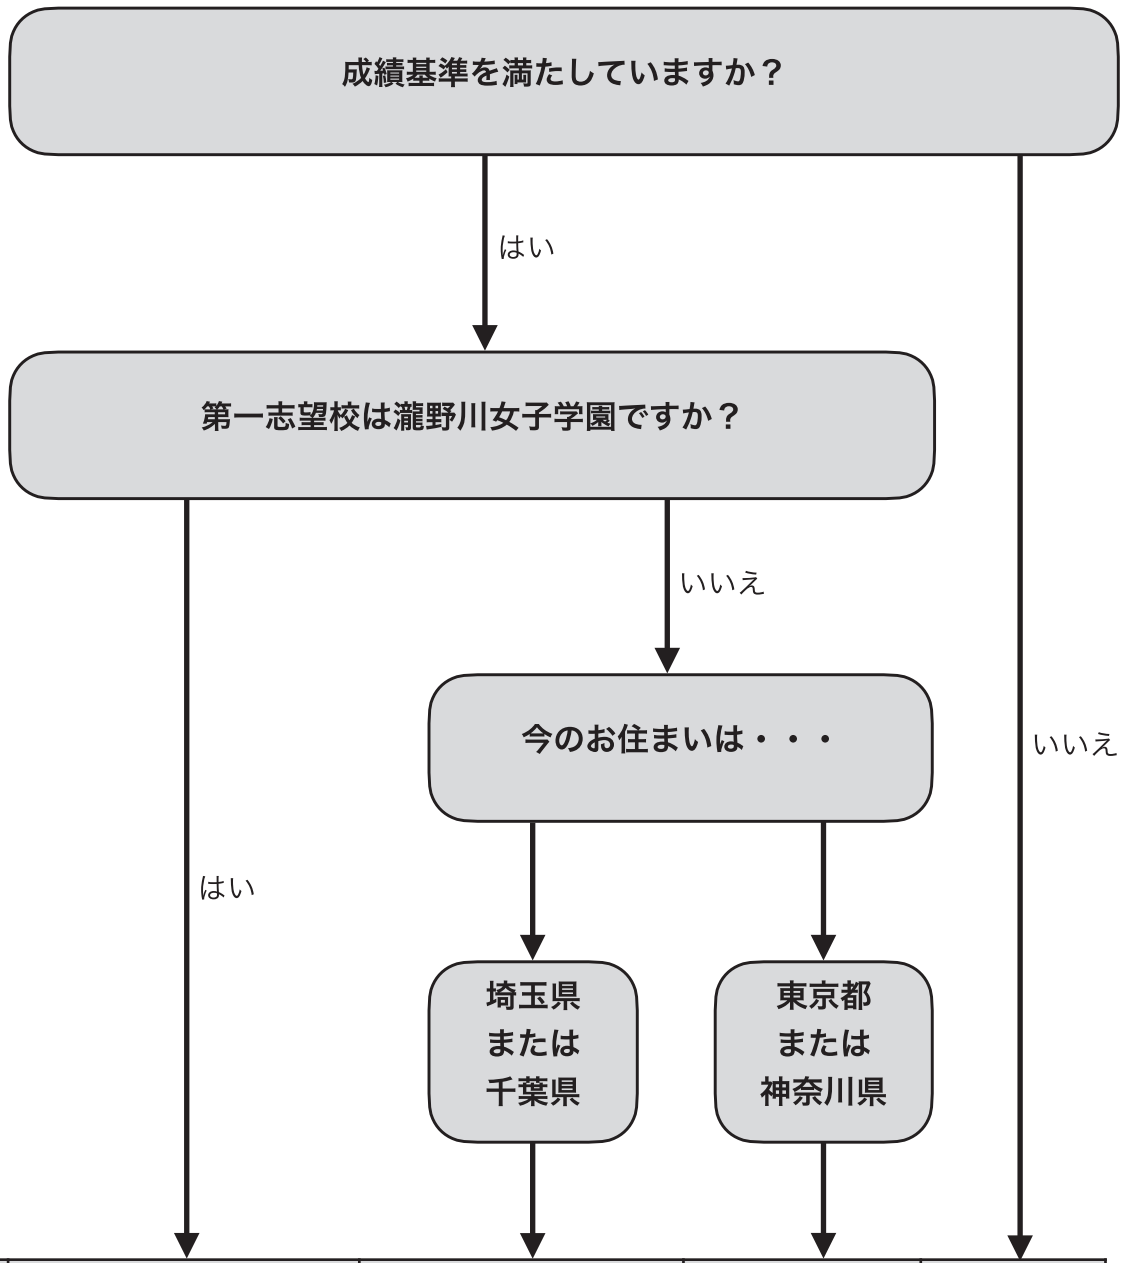 成績基準を満たしていますか？
はい
第一志望校は瀧野川女子学園ですか？
いいえ
今のお住まいは・・・
いいえ
はい
埼玉県
または
千葉県
東京都
または
神奈川県